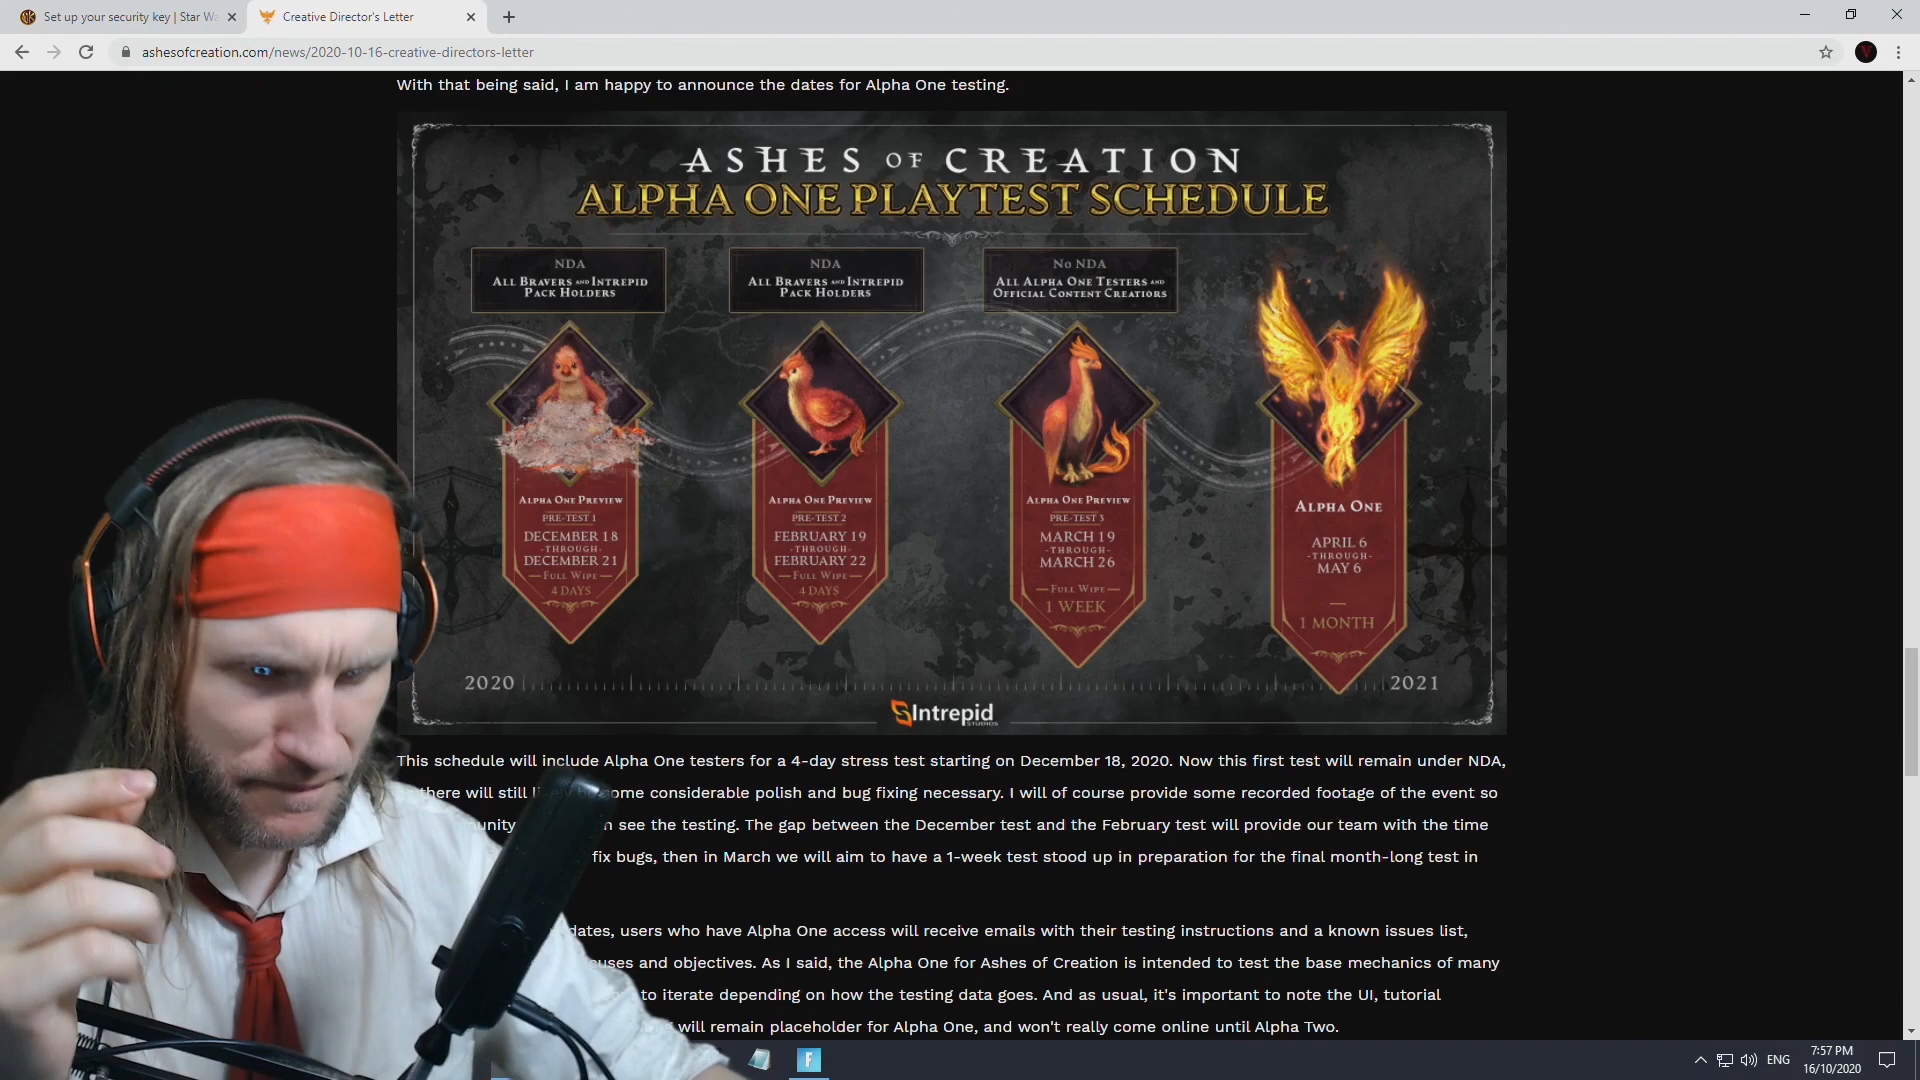 Set up your security key | Star Wa
Creative Director's Letter
ashesofcreation.com/news/2020-10-16-creative-directors-letter
With that being said, I am happy to announce the dates for Alpha One testing.
ASHES OF CREATION
ALPHA ONE PLAYTEST SCHEDULE
NDA
ALL BRAVERS AND INTREPID
PACK HOLDERS
NDA
ALL BRAVERS AND INTREPID
PACK HOLDERS
NO NDA
ALL ALPHA ONE TESTERS AND
OFFICIAL CONTENT CREATIORS
ALPHA ONE PREVIEW
PRE-TEST 1
DECEMBER 18
-THROUGH-
DECEMBER 21
FULL WIPE
4 DAYS
ALPHA ONE PREVIEW
PRE-TEST 2
FEBRUARY 19
-THROUGH-
FEBRUARY 22
FULL WIPE
4 DAYS
ALPHA ONE PREVIEW
PRE-TEST 3
MARCH 19
-THROUGH-
MARCH 26
FULL WIPE
1 WEEK
ALPHA ONE
APRIL 6
-THROUGH-
MAY 6
1 MONTH
2020
2021
Intrepid
STUDIOS
This schedule will include Alpha One testers for a 4-day stress test starting on December 18, 2020. Now this first test will remain under NDA,
there will still some considerable polish and bug fixing necessary. I will of course provide some recorded footage of the event so
see the testing. The gap between the December test and the February test will provide our team with the time
fix bugs, then in March we will aim to have a 1-week test stood up in preparation for the final month-long test in
dates, users who have Alpha One access will receive emails with their testing instructions and a known issues list,
and objectives. As I said, the Alpha One for Ashes of Creation is intended to test the base mechanics of many
to iterate depending on how the testing data goes. And as usual, it's important to note the UI, tutorial
will remain placeholder for Alpha One, and won't really come online until Alpha Two.
ENG
7:57 PM
16/10/2020